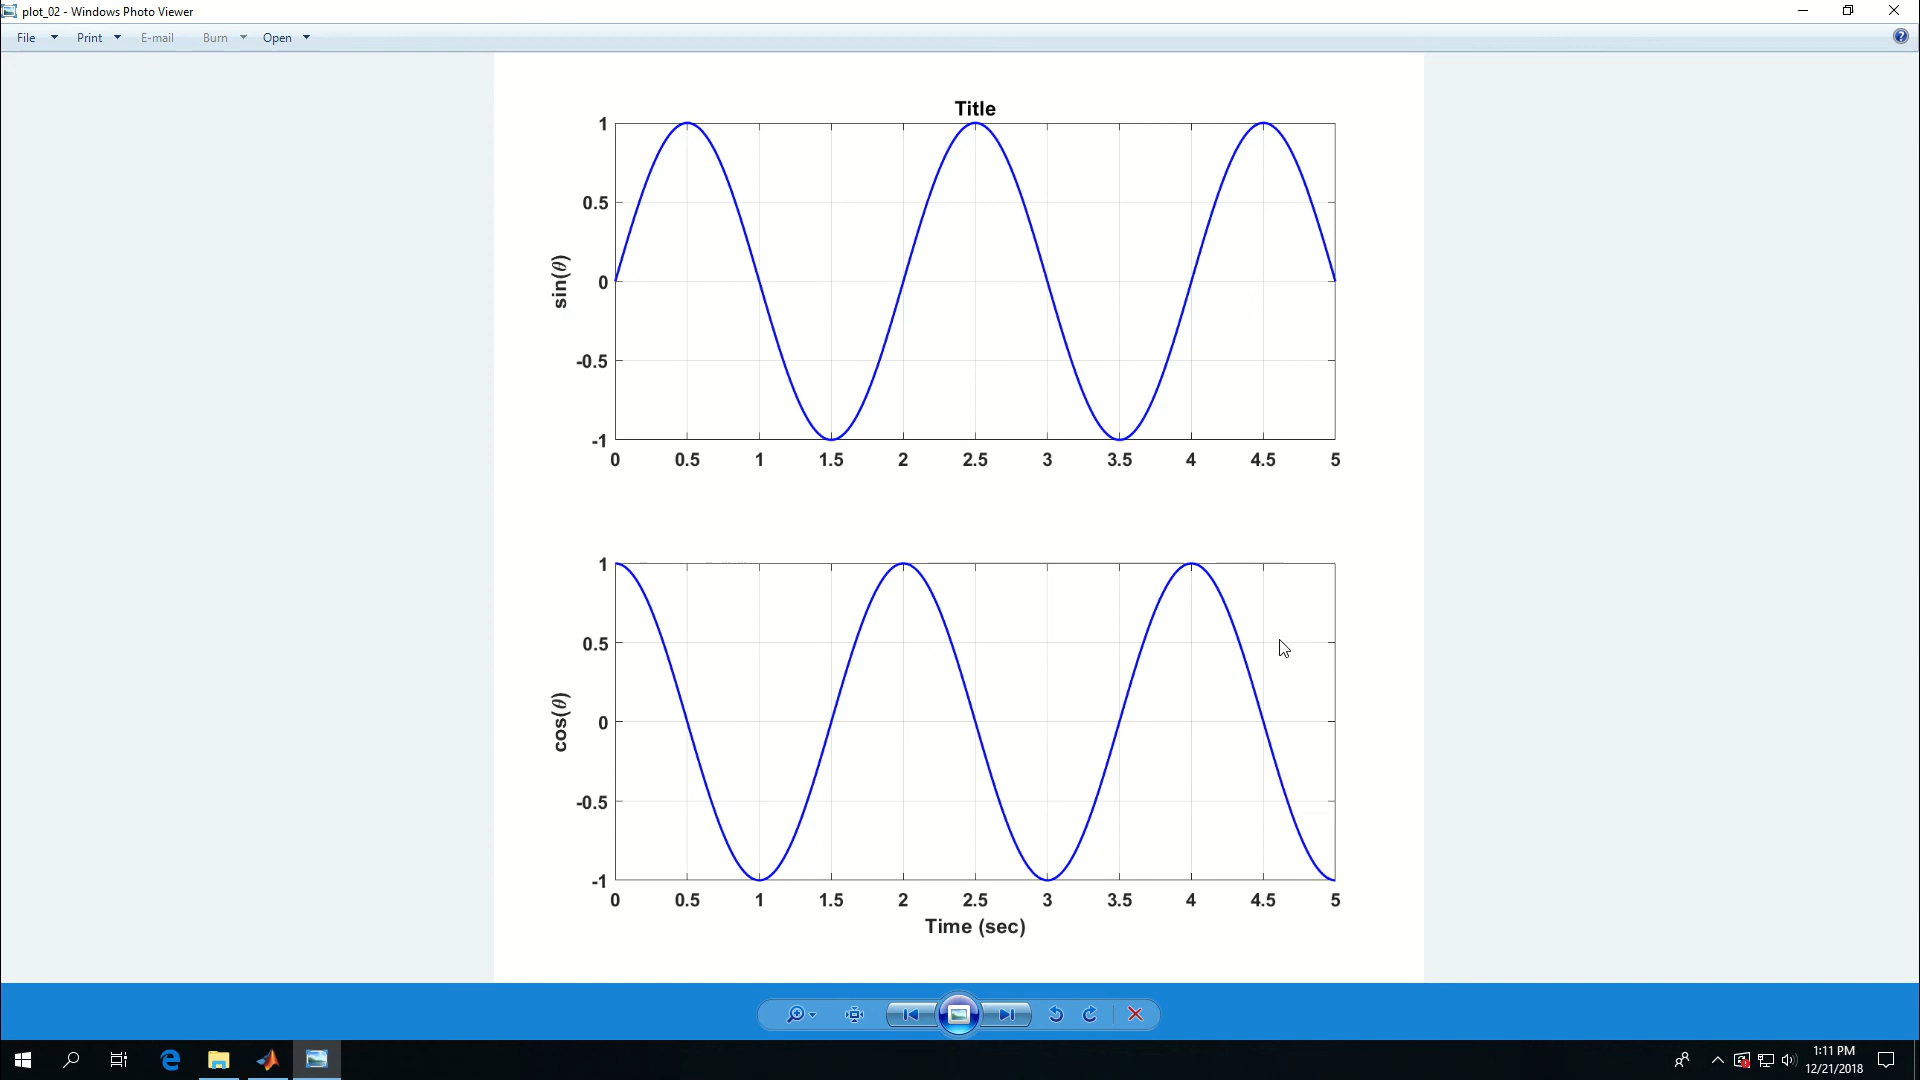 plot_02 - Windows Photo Viewer
File Print E-mail Burn Open
Title
1
0.5
0
-0.5
-1
sin(θ)
0 0.5 1 1.5 2 2.5 3 3.5 4 4.5 5
1
0.5
0
-0.5
-1
cos(θ)
0 0.5 1 1.5 2 2.5 3 3.5 4 4.5 5
Time (sec)
1:11 PM
12/21/2018